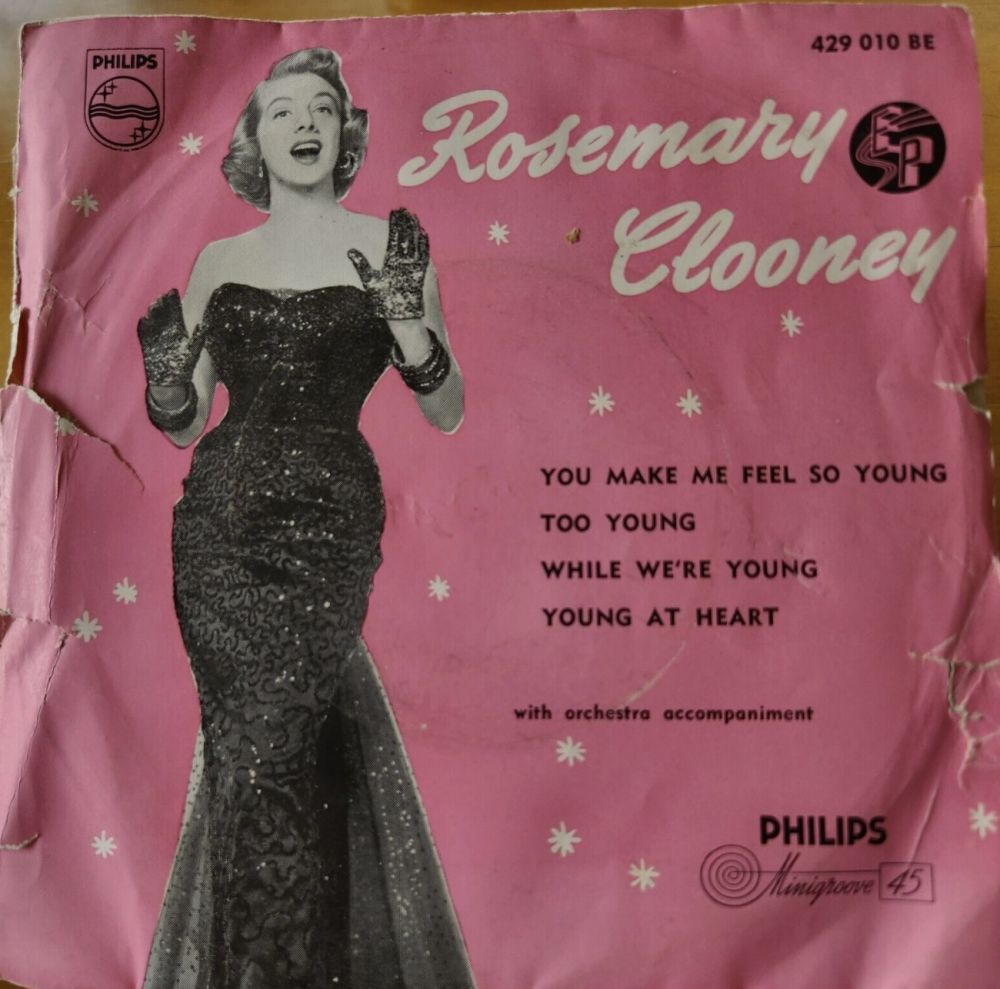 PHILIPS
429 010 BE
Rosemary
EP
Clooney
YOU MAKE ME FEEL SO YOUNG
TOO YOUNG
WHILE WE'RE YOUNG
YOUNG AT HEART
with orchestra accompaniment
PHILIPS
Minigroove 45